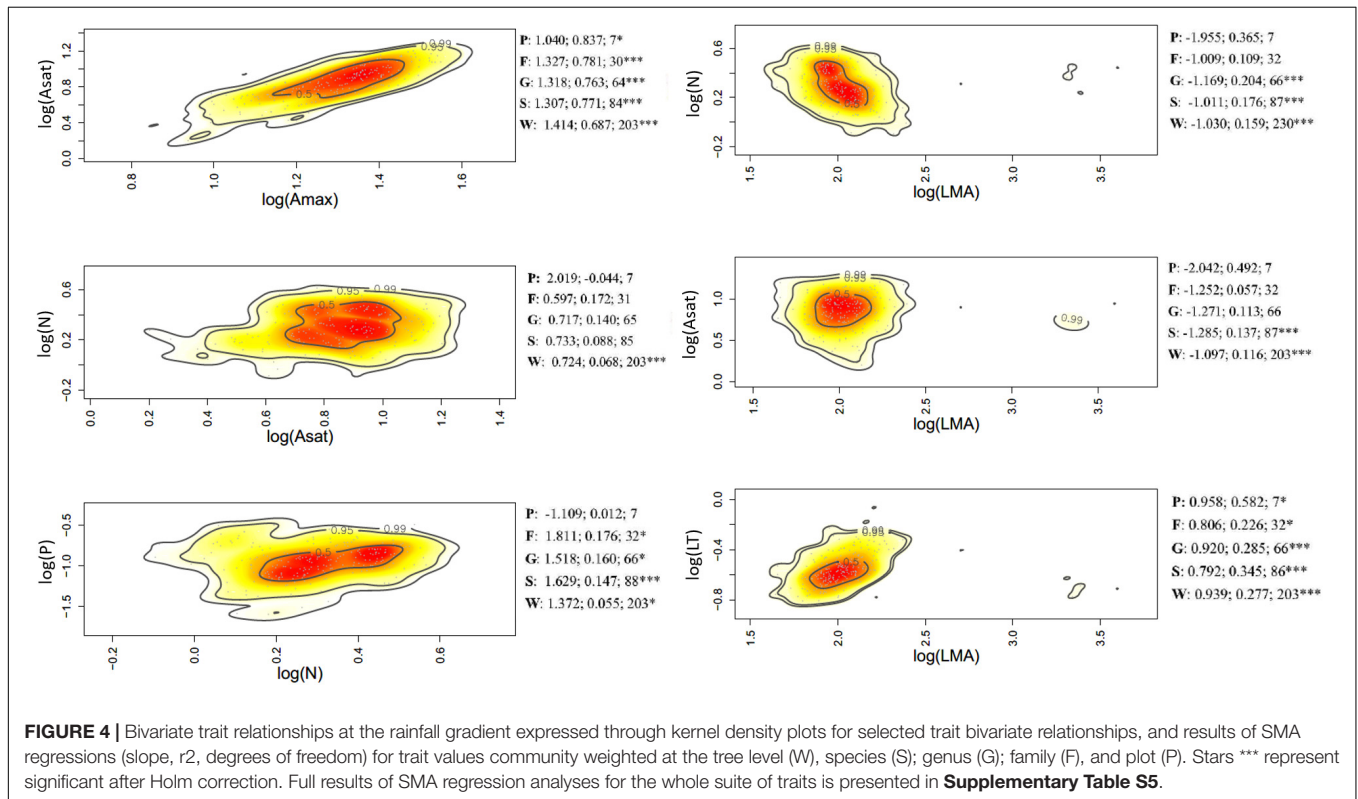 log(Asat)
0.0 0.4 0.8 1.2
0.99
0.95
0.5
0.8 1.0 1.2 1.4 1.6
log(Amax)
P: 1.040; 0.837; 7*
F: 1.327; 0.781; 30***
G: 1.318; 0.763; 64***
S: 1.307; 0.771; 84***
W: 1.414; 0.687; 203***
log(N)
−0.2 0.2 0.6
0.99
0.95
0.5
1.5 2.0 2.5 3.0 3.5
log(LMA)
P: -1.955; 0.365; 7
F: -1.009; 0.109; 32
G: -1.169; 0.204; 66***
S: -1.011; 0.176; 87***
W: -1.030; 0.159; 230***
log(N)
−0.2 0.2 0.6
0.95 0.99
0.5
0.0 0.2 0.4 0.6 0.8 1.0 1.2 1.4
log(Asat)
P: 2.019; -0.044; 7
F: 0.597; 0.172; 31
G: 0.717; 0.140; 65
S: 0.733; 0.088; 85
W: 0.724; 0.068; 203***
log(Asat)
0.0 0.5 1.0
0.99
0.95
0.5
0.99
1.5 2.0 2.5 3.0 3.5
log(LMA)
P: -2.042; 0.492; 7
F: -1.252; 0.057; 32
G: -1.271; 0.113; 66
S: -1.285; 0.137; 87***
W: -1.097; 0.116; 203***
log(P)
−1.5 −1.0 −0.5
0.95 0.99
0.5
−0.2 0.0 0.2 0.4 0.6
log(N)
P: -1.109; 0.012; 7
F: 1.811; 0.176; 32*
G: 1.518; 0.160; 66*
S: 1.629; 0.147; 88***
W: 1.372; 0.055; 203*
log(LT)
−0.8 −0.4 0.0
0.99
0.95
0.5
1.5 2.0 2.5 3.0 3.5
log(LMA)
P: 0.958; 0.582; 7*
F: 0.806; 0.226; 32*
G: 0.920; 0.285; 66***
S: 0.792; 0.345; 86***
W: 0.939; 0.277; 203***
FIGURE 4 | Bivariate trait relationships at the rainfall gradient expressed through kernel density plots for selected trait bivariate relationships, and results of SMA
regressions (slope, r2, degrees of freedom) for trait values community weighted at the tree level (W), species (S); genus (G); family (F), and plot (P). Stars *** represent
significant after Holm correction. Full results of SMA regression analyses for the whole suite of traits is presented in Supplementary Table S5.